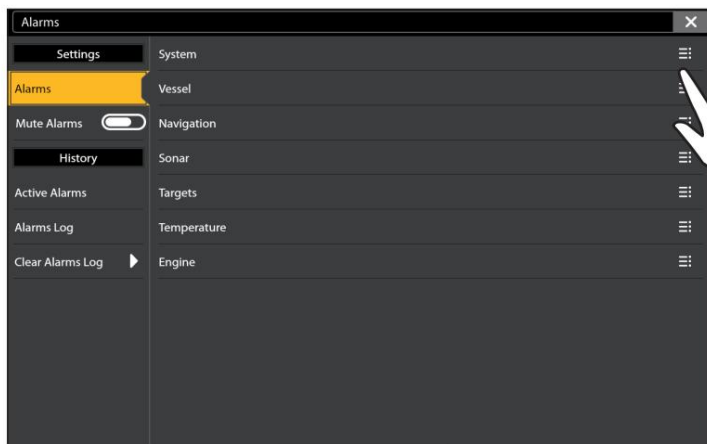 Alarms
Settings
Alarms
Mute Alarms
History
Active Alarms
Alarms Log
Clear Alarms Log
System
Vessel
Navigation
Sonar
Targets
Temperature
Engine